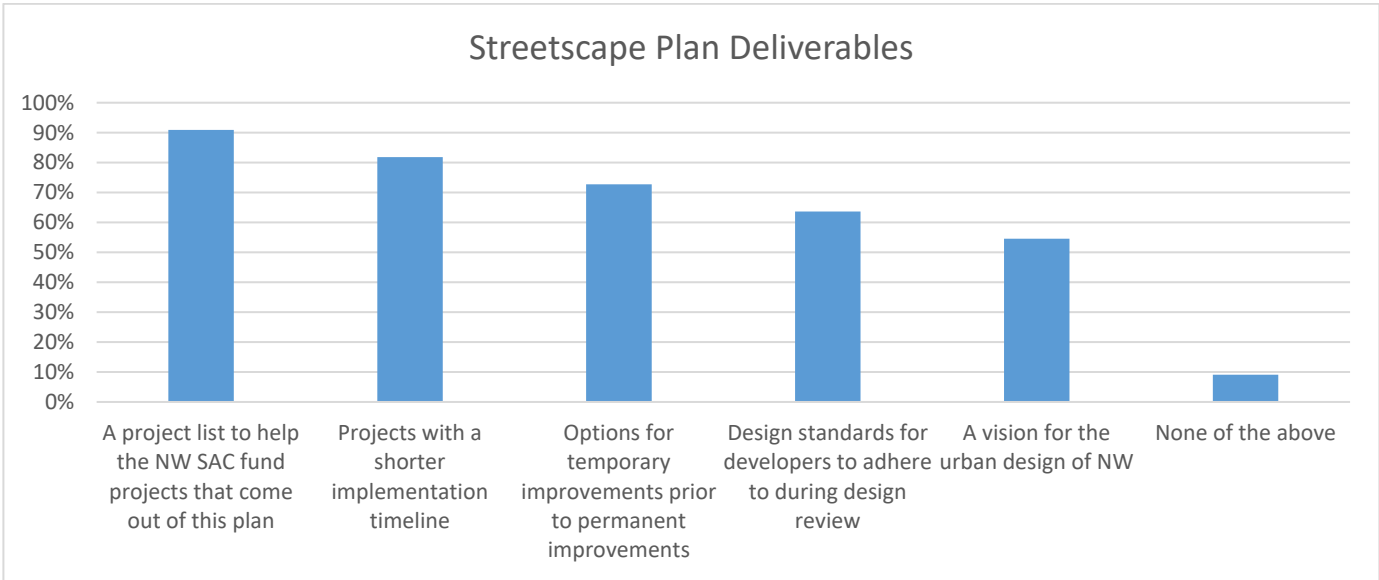 Streetscape Plan Deliverables
100%
90%
80%
70%
60%
50%
40%
30%
20%
10%
0%
A project list to help
the NW SAC fund
projects that come
out of this plan
Projects with a
shorter
implementation
timeline
Options for
temporary
improvements prior
to permanent
improvements
Design standards for
developers to adhere
to during design
review
A vision for the
urban design of NW
None of the above